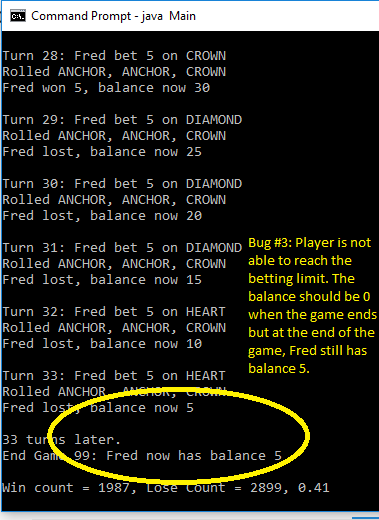 Command Prompt - java Main
Turn 28: Fred bet 5 on CROWN
Rolled ANCHOR, ANCHOR, CROWN
Fred won 5, balance now 30
Turn 29: Fred bet 5 on DIAMOND
Rolled ANCHOR, ANCHOR, CROWN
Fred lost, balance now 25
Turn 30: Fred bet 5 on DIAMOND
Rolled ANCHOR, ANCHOR, CROWN
Fred lost, balance now 20
Turn 31: Fred bet 5 on DIAMOND
Rolled ANCHOR, ANCHOR, CROWN
Fred lost, balance now 15
Turn 32: Fred bet 5 on HEART
Rolled ANCHOR, ANCHOR, CROWN
Fred lost, balance now 10
Turn 33: Fred bet 5 on HEART
Rolled ANCHOR, ANCHOR, CROWN
Fred lost, balance now 5
33 turns later.
End Game 99: Fred now has balance 5
Win count = 1987, Lose Count = 2899, 0.41
Bug #3: Player is not
able to reach the
betting limit. The
balance should be 0
when the game ends
but at the end of the
game, Fred still has
balance 5.